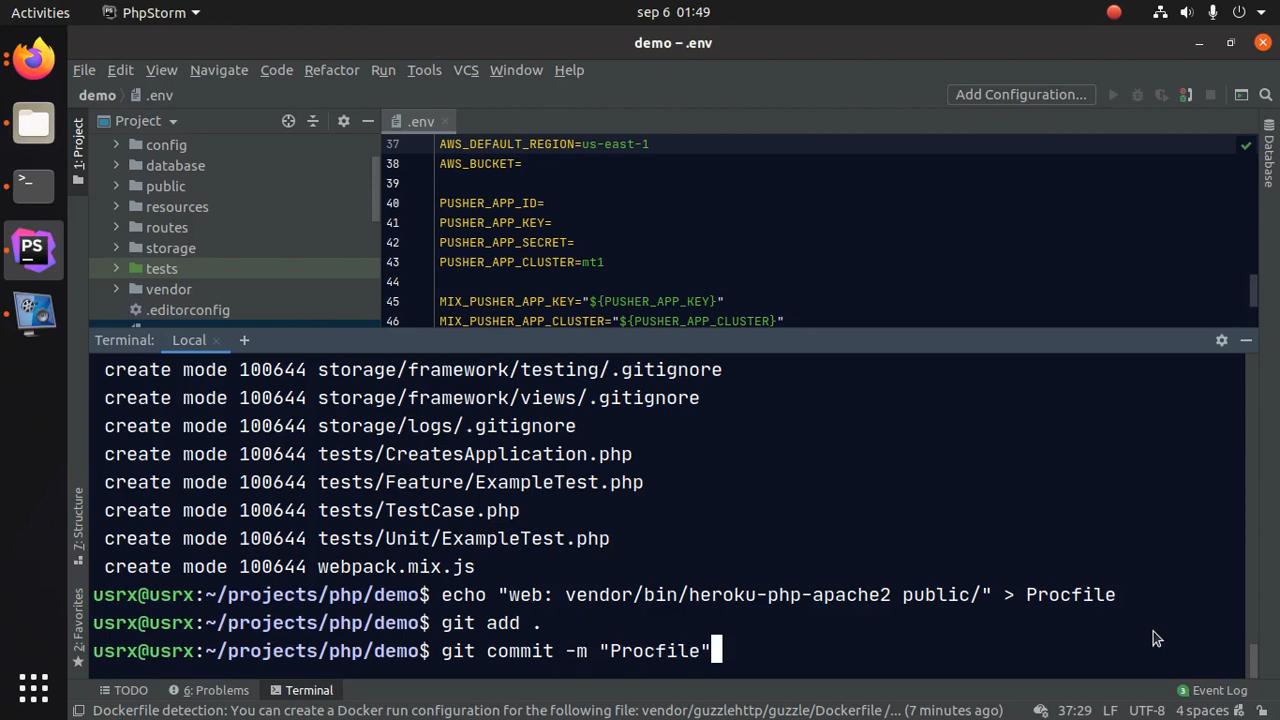 Activities PhpStorm sep 6 01:49
demo – .env
File Edit View Navigate Code Refactor Run Tools VCS Window Help
demo .env Add Configuration...
1: Project Project .env Database
config
database
public
resources
routes
storage
tests
vendor
.editorconfig
37 AWS_DEFAULT_REGION=us-east-1
38 AWS_BUCKET=
39
40 PUSHER_APP_ID=
41 PUSHER_APP_KEY=
42 PUSHER_APP_SECRET=
43 PUSHER_APP_CLUSTER=mt1
44
45 MIX_PUSHER_APP_KEY="${PUSHER_APP_KEY}"
46 MIX_PUSHER_APP_CLUSTER="${PUSHER_APP_CLUSTER}"
PS
Terminal: Local
create mode 100644 storage/framework/testing/.gitignore
create mode 100644 storage/framework/views/.gitignore
create mode 100644 storage/logs/.gitignore
create mode 100644 tests/CreatesApplication.php
create mode 100644 tests/Feature/ExampleTest.php
create mode 100644 tests/TestCase.php
create mode 100644 tests/Unit/ExampleTest.php
create mode 100644 webpack.mix.js
usrx@usrx:~/projects/php/demo$ echo "web: vendor/bin/heroku-php-apache2 public/" > Procfile
usrx@usrx:~/projects/php/demo$ git add .
usrx@usrx:~/projects/php/demo$ git commit -m "Procfile"
7: Structure
2: Favorites
TODO 6: Problems Terminal 3 Event Log
Dockerfile detection: You can create a Docker run configuration for the following file: vendor/guzzlehttp/guzzle/Dockerfile /... (7 minutes ago) 37:29 LF UTF-8 4 spaces